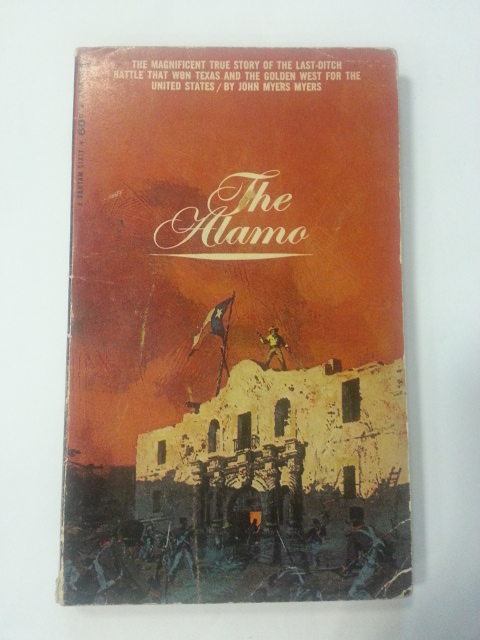 THE MAGNIFICENT TRUE STORY OF THE LAST-DITCH
BATTLE THAT WON TEXAS AND THE GOLDEN WEST FOR THE
UNITED STATES / BY JOHN MYERS MYERS
The
Alamo